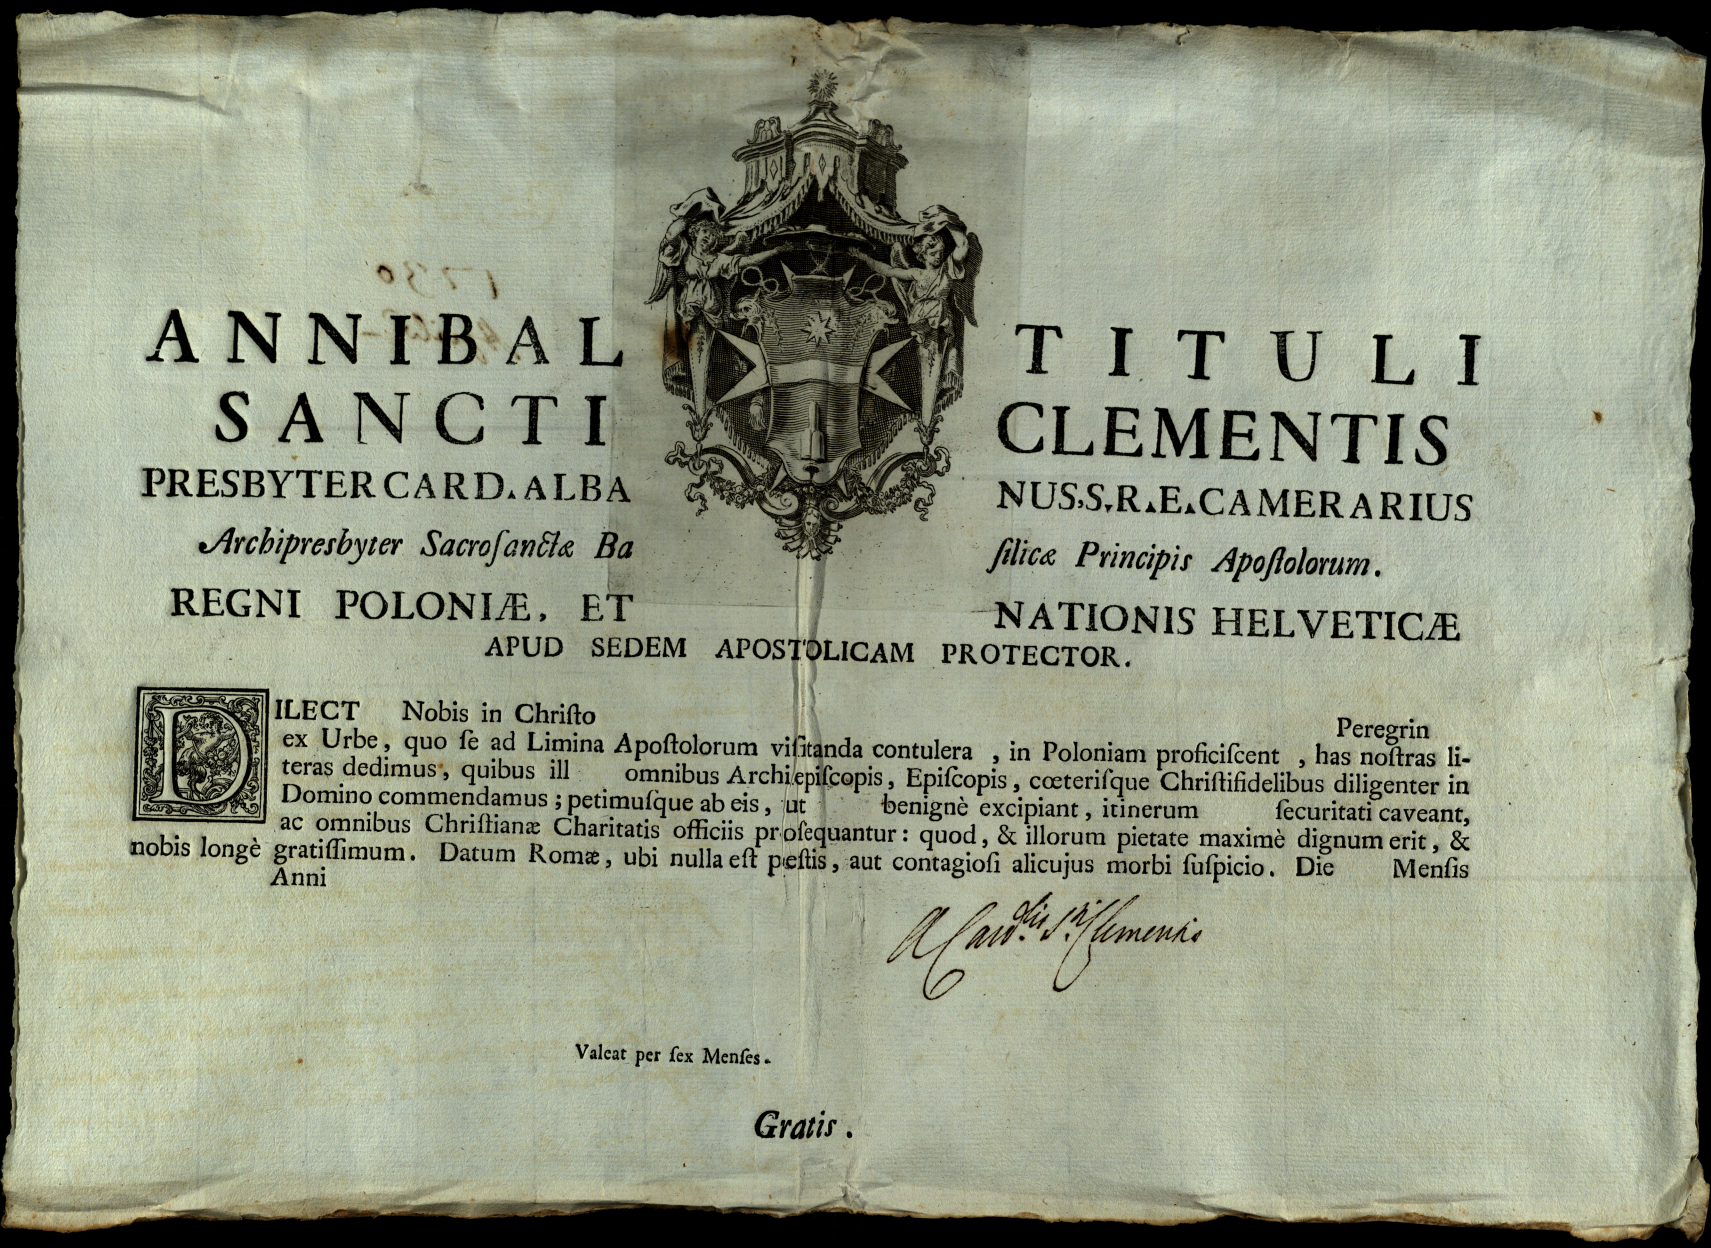 1730
ANNIBAL TITULI
SANCTI CLEMENTIS
PRESBYTER CARD. ALBA NUS, S. R. E. CAMERARIUS
Archipresbyter Sacroſanctæ Ba ſilicæ Principis Apoſtolorum.
REGNI POLONIÆ, ET NATIONIS HELVETICÆ
APUD SEDEM APOSTOLICAM PROTECTOR.
DILECT Nobis in Chriſto Peregrin
ex Urbe, quo ſe ad Limina Apoſtolorum viſitanda contulera , in Poloniam proficiſcent , has noſtras li-
teras dedimus, quibus ill omnibus Archiepiſcopis, Epiſcopis, cœteriſque Chriſtifidelibus diligenter in
Domino commendamus; petimuſque ab eis, ut benignè excipiant, itinerum ſecuritati caveant,
ac omnibus Chriſtianæ Charitatis officiis proſequantur: quod, & illorum pietate maximè dignum erit, &
nobis longè gratiſſimum. Datum Romæ, ubi nulla eſt peſtis, aut contagioſi alicujus morbi ſuſpicio. Die Menſis
Anni
A Card.lis S.ti Clementis
Valeat per ſex Menſes.
Gratis.